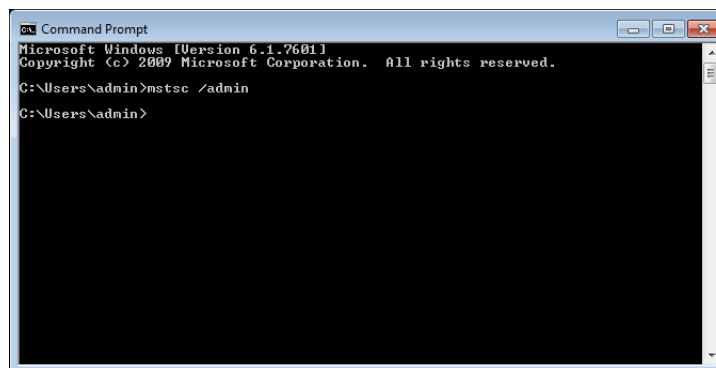 Command Prompt
Microsoft Windows [Version 6.1.7601]
Copyright (c) 2009 Microsoft Corporation.  All rights reserved.
C:\Users\admin>mstsc /admin
C:\Users\admin>